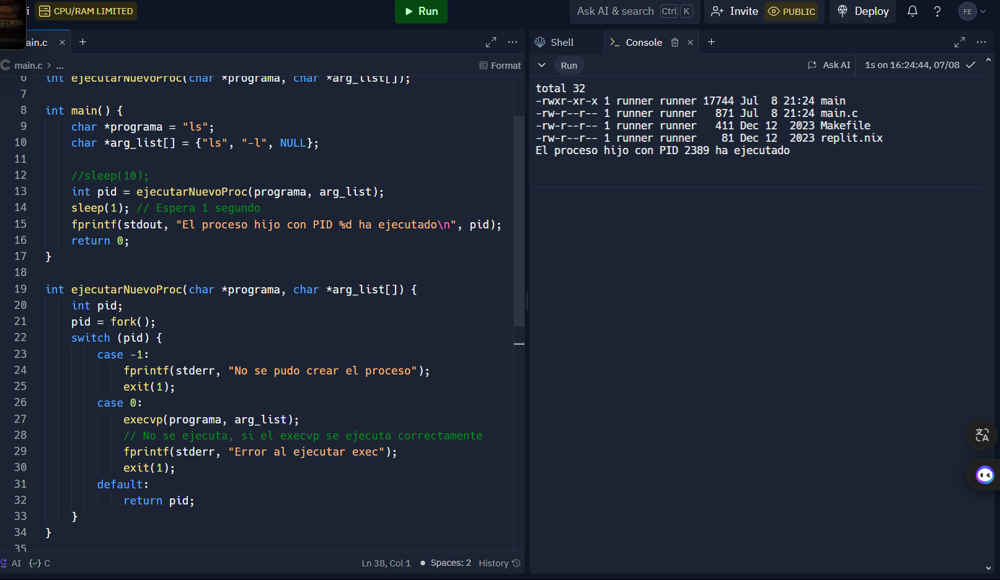 CPU/RAM LIMITED
Run
Ask AI & search Ctrl K
Invite
PUBLIC
Deploy
?
FE
ain.c
Shell
Console
main.c > ...
Format
Run
Ask AI
1s on 16:24:44, 07/08
6 int ejecutarNuevoProc(char *programa, char *arg_list[]);
7
8 int main() {
9 char *programa = "ls";
10 char *arg_list[] = {"ls", "-l", NULL};
11
12 //sleep(10);
13 int pid = ejecutarNuevoProc(programa, arg_list);
14 sleep(1); // Espera 1 segundo
15 fprintf(stdout, "El proceso hijo con PID %d ha ejecutado\n", pid);
16 return 0;
17 }
18
19 int ejecutarNuevoProc(char *programa, char *arg_list[]) {
20 int pid;
21 pid = fork();
22 switch (pid) {
23 case -1:
24 fprintf(stderr, "No se pudo crear el proceso");
25 exit(1);
26 case 0:
27 execvp(programa, arg_list);
28 // No se ejecuta, si el execvp se ejecuta correctamente
29 fprintf(stderr, "Error al ejecutar exec");
30 exit(1);
31 default:
32 return pid;
33 }
34 }
35
total 32
-rwxr-xr-x 1 runner runner 17744 Jul  8 21:24 main
-rw-r--r-- 1 runner runner   871 Jul  8 21:24 main.c
-rw-r--r-- 1 runner runner   411 Dec 12  2023 Makefile
-rw-r--r-- 1 runner runner    81 Dec 12  2023 replit.nix
El proceso hijo con PID 2389 ha ejecutado
AI
C
Ln 38, Col 1
Spaces: 2
History